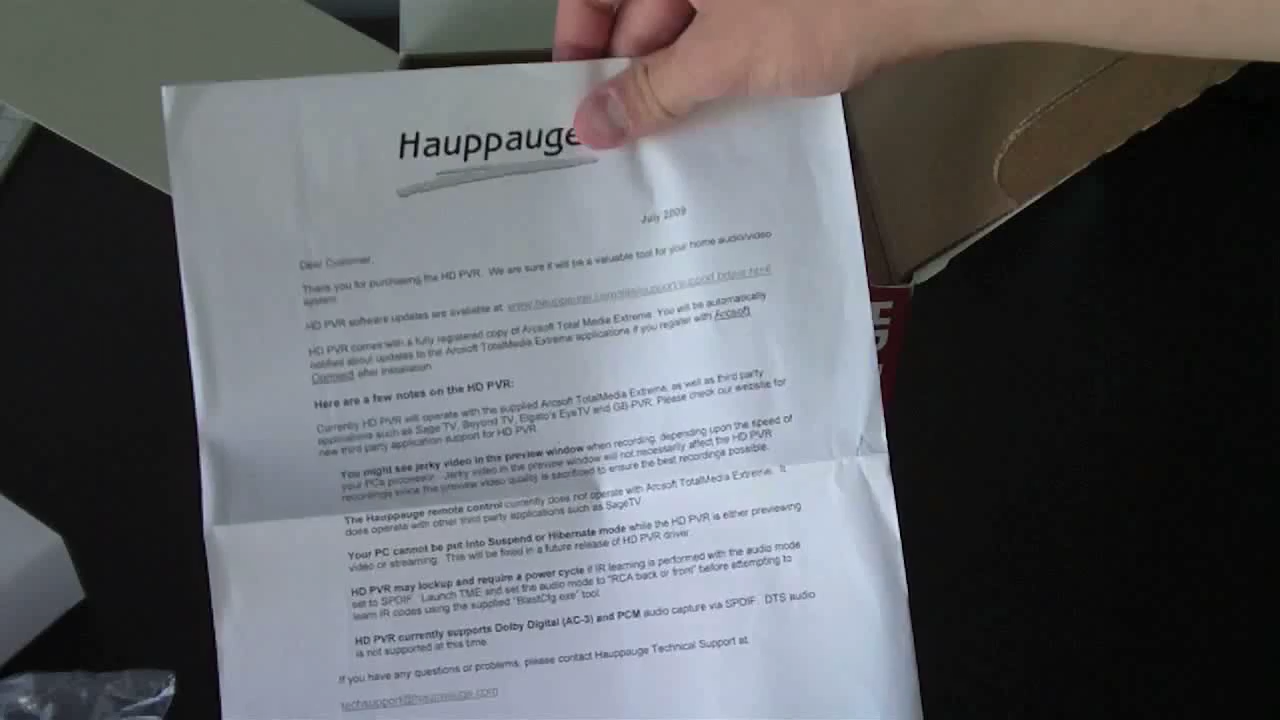 Hauppauge
July 2009
Dear Customer,
Thank you for purchasing the HD PVR. We are sure it will be a valuable tool for your home audio/video
system.
HD PVR software updates are available at:
HD PVR comes with a fully registered copy of Arcsoft Total Media Extreme. You will be automatically
notified about updates to the Arcsoft TotalMedia Extreme applications if you register with Arcsoft
Connect after installation.
Here are a few notes on the HD PVR:
Currently HD PVR will operate with the supplied Arcsoft TotalMedia Extreme, as well as third party
applications such as Sage TV, Beyond TV, Elgato's EyeTV and GB-PVR. Please check our website for
new third party application support for HD PVR.
You might see jerky video in the preview window when recording, depending upon the speed of
your PCs processor. Jerky video in the preview window will not necessarily affect the HD PVR
recordings since the preview video quality is sacrificed to ensure the best recordings possible.
The Hauppauge remote control currently does not operate with Arcsoft TotalMedia Extreme. It
does operate with other third party applications such as SageTV
Your PC cannot be put into Suspend or Hibernate mode while the HD PVR is either previewing
video or streaming. This will be fixed in a future release of HD PVR driver.
HD PVR may lockup and require a power cycle if IR learning is performed with the audio mode
set to SPDIF. Launch TME and set the audio mode to "RCA back or front" before attempting to
learn IR codes using the supplied "BlastCfg.exe" tool.
HD PVR currently supports Dolby Digital (AC-3) and PCM audio capture via SPDIF. DTS audio
is not supported at this time.
If you have any questions or problems, please contact Hauppauge Technical Support at:
techsupport@hauppauge.com